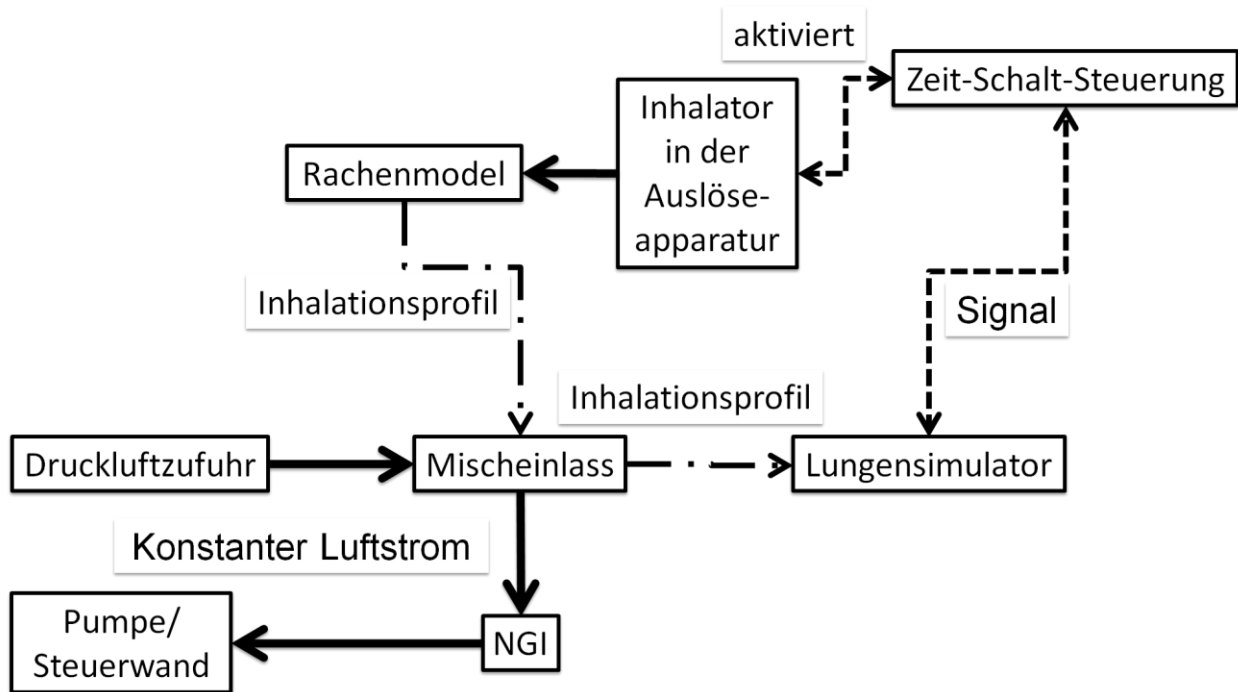 aktiviert
Zeit-Schalt-Steuerung
Inhalator
in der
Auslöse-
apparatur
Rachenmodel
Inhalationsprofil
Signal
Inhalationsprofil
Druckluftzufuhr
Mischeinlass
Lungensimulator
Konstanter Luftstrom
Pumpe/
Steuerwand
NGI